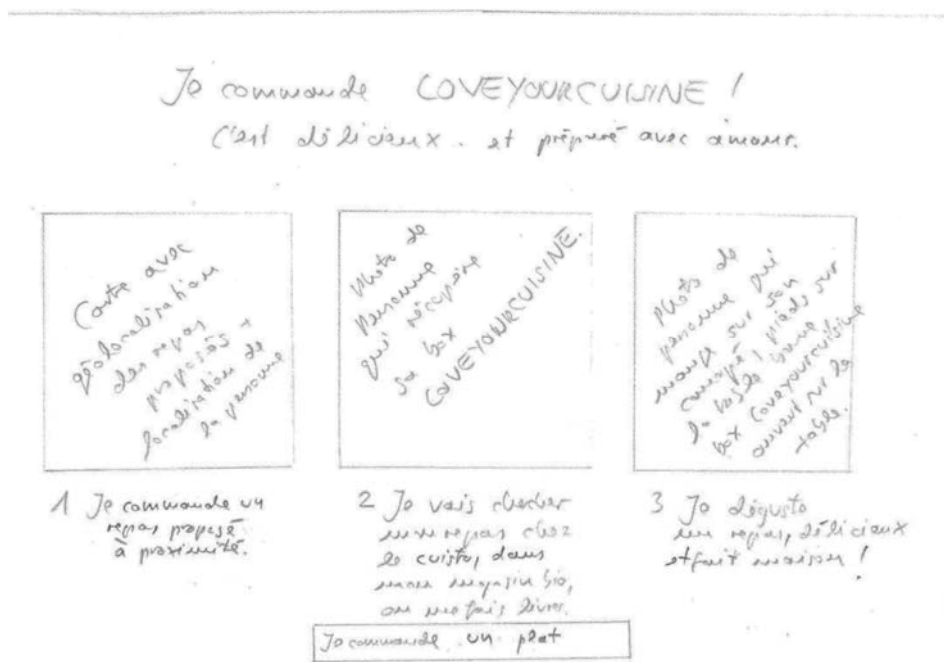 Je commande COVEYOURCUISINE !
C'est délicieux. et préparé avec amour.
Carte avec
géolocalisation
des repas
proposés +
localisation de
la personne
Photo de
personne
qui récupère
sa box
COVEYOURCUISINE.
Photo de
personne qui
mange sur son
canapé, pieds sur
la table basse
box Coveyourcuisine
ouvert sur la
table.
1 Je commande un
repas proposé
à proximité.
2 Je vais chercher
mon repas chez
le cuisto, dans
mon magasin bio,
ou me fais livrer.
3 Je déguste
un repas, délicieux
et fait maison !
Je commande un plat